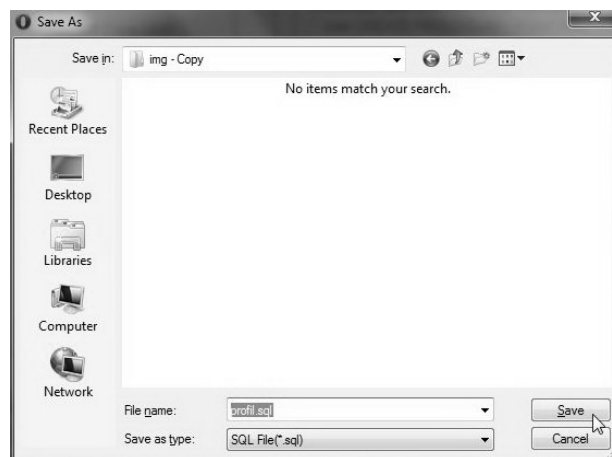 Save As
Save in: img - Copy
No items match your search.
Recent Places
Desktop
Libraries
Computer
Network
File name: profil.sql Save
Save as type: SQL File(*.sql) Cancel